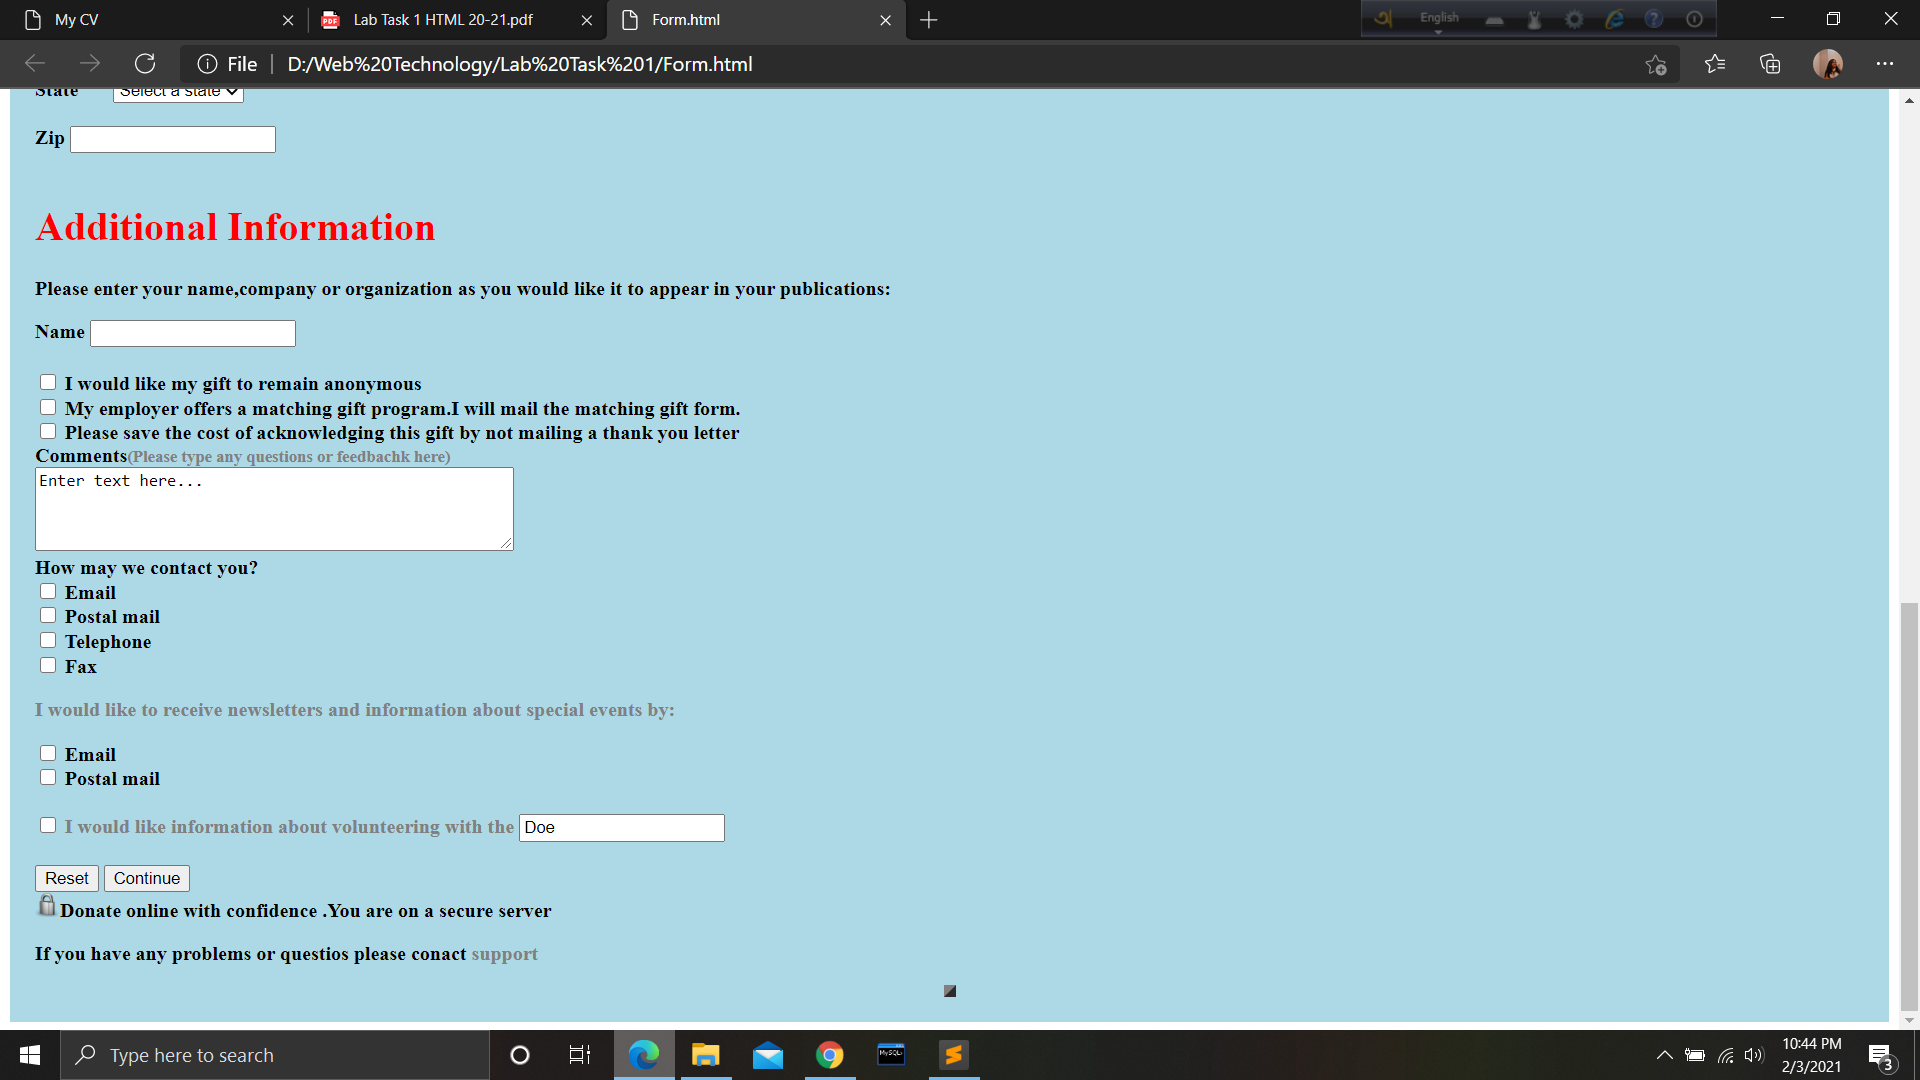 My CV
Lab Task 1 HTML 20-21.pdf
Form.html
English
File
D:/Web%20Technology/Lab%20Task%201/Form.html
State Select a state
Zip
Additional Information
Please enter your name,company or organization as you would like it to appear in your publications:
Name
I would like my gift to remain anonymous
My employer offers a matching gift program.I will mail the matching gift form.
Please save the cost of acknowledging this gift by not mailing a thank you letter
Comments(Please type any questions or feedbachk here)
Enter text here...
How may we contact you?
Email
Postal mail
Telephone
Fax
I would like to receive newsletters and information about special events by:
Email
Postal mail
I would like information about volunteering with the Doe
Reset Continue
Donate online with confidence .You are on a secure server
If you have any problems or questios please conact support
Type here to search
10:44 PM
2/3/2021
3